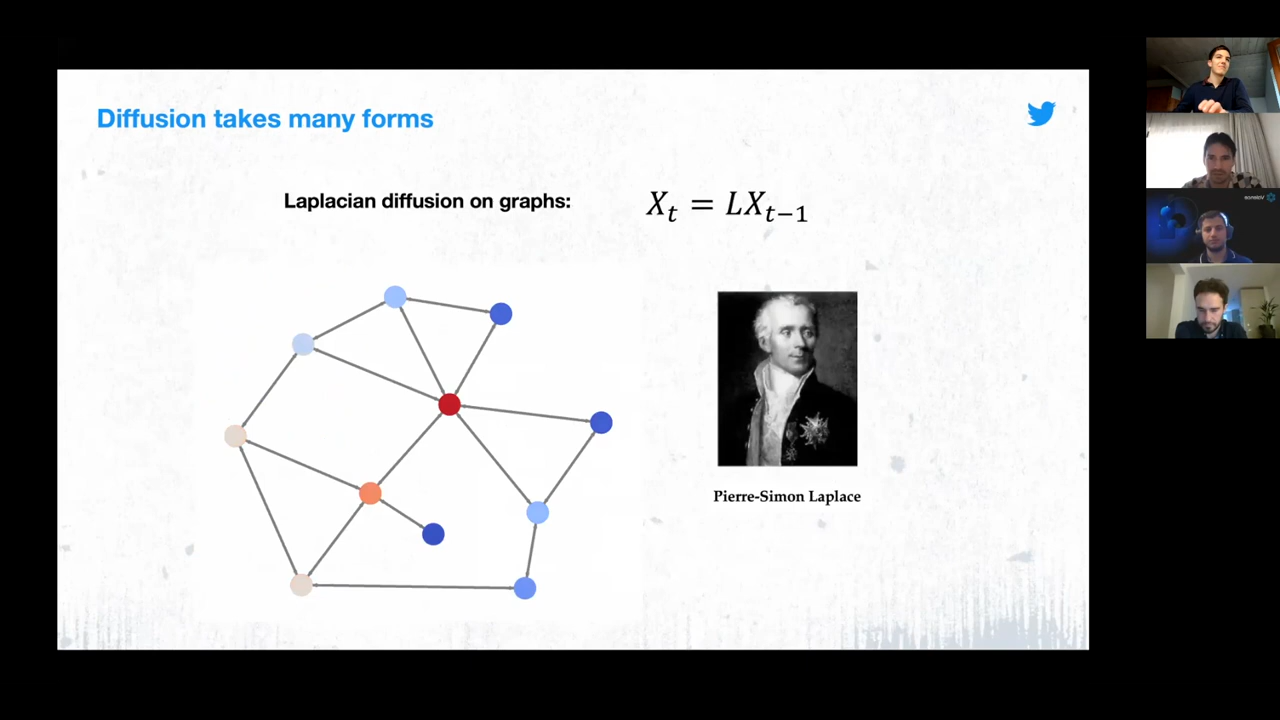 Diffusion takes many forms
Laplacian diffusion on graphs:
X_t = LX_{t−1}
Pierre-Simon Laplace